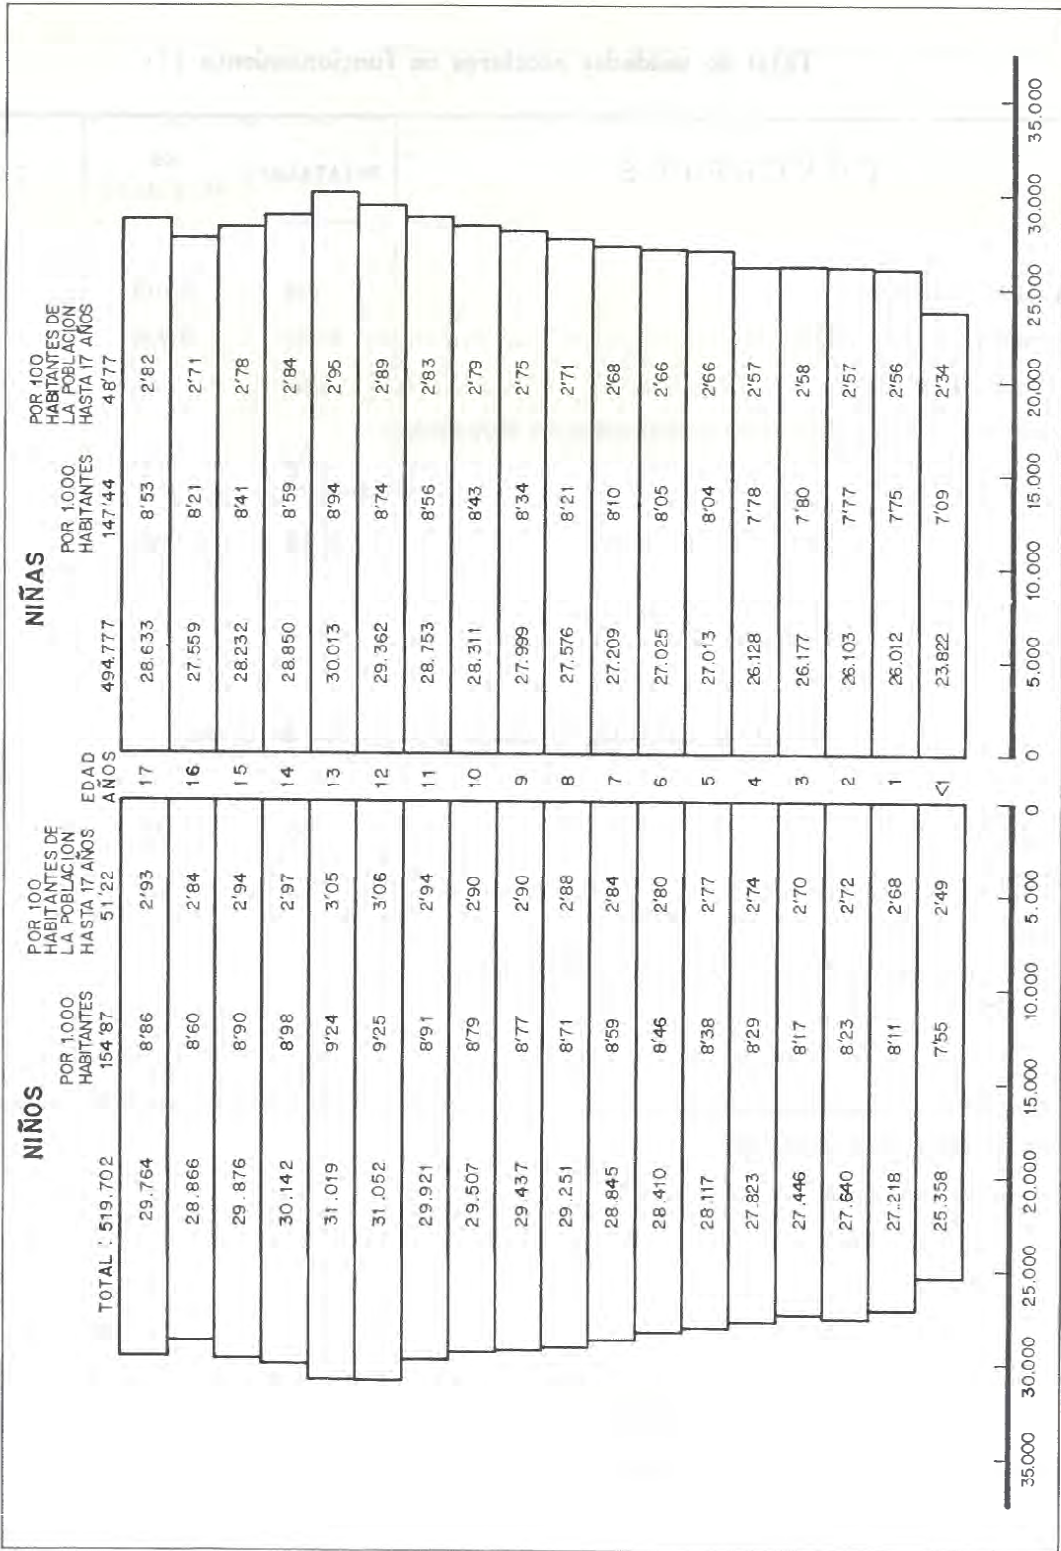 NIÑOS
NIÑAS
POR 1.000
HABITANTES
POR 100
HABITANTES DE
LA POBLACION
HASTA 17 AÑOS
EDAD
AÑOS
POR 1.000
HABITANTES
POR 100
HABITANTES DE
LA POBLACION
HASTA 17 AÑOS
TOTAL : 519.702 154'87 51'22 494.777 147'44 48'77
29.764 8'86 2'93 17 28.633 8'53 2'82
28.866 8'60 2'84 16 27.559 8'21 2'71
29.876 8'90 2'94 15 28.232 8'41 2'78
30.142 8'98 2'97 14 28.850 8'59 2'84
31.019 9'24 3'05 13 30.013 8'94 2'95
31.052 9'25 3'06 12 29.362 8'74 2'89
29.921 8'91 2'94 11 28.753 8'56 2'83
29.507 8'79 2'90 10 28.311 8'43 2'79
29.437 8'77 2'90 9 27.999 8'34 2'75
29.251 8'71 2'88 8 27.576 8'21 2'71
28.845 8'59 2'84 7 27.209 8'10 2'68
28.410 8'46 2'80 6 27.025 8'05 2'66
28.117 8'38 2'77 5 27.013 8'04 2'66
27.823 8'29 2'74 4 26.128 7'78 2'57
27.446 8'17 2'70 3 26.177 7'80 2'58
27.640 8'23 2'72 2 26.103 7'77 2'57
27.218 8'11 2'68 1 26.012 7'75 2'56
25.358 7'55 2'49 <1 23.822 7'09 2'34
35.000 30.000 25.000 20.000 15.000 10.000 5.000 0 0 5.000 10.000 15.000 20.000 25.000 30.000 35.000